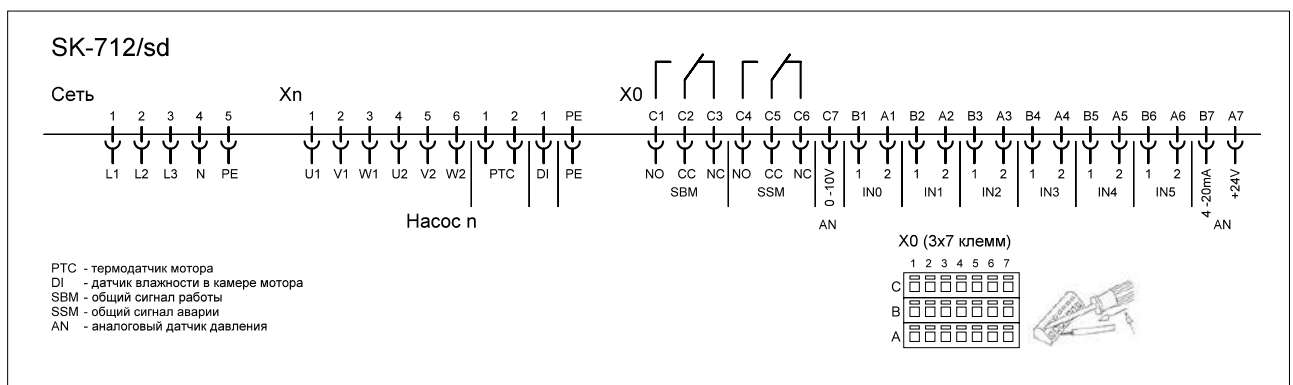 SK-712/sd
Сеть Xn X0
1 2 3 4 5 1 2 3 4 5 6 1 2 1 PE C1 C2 C3 C4 C5 C6 C7 B1 A1 B2 A2 B3 A3 B4 A4 B5 A5 B6 A6 B7 A7
L1 L2 L3 N PE U1 V1 W1 U2 V2 W2 PTC DI PE NO CC NC NO CC NC 0 -10V 1 2 1 2 1 2 1 2 1 2 1 2 4 -20mA +24V
SBM SSM IN0 IN1 IN2 IN3 IN4 IN5
Насос n
AN AN
X0 (3x7 клемм)
1 2 3 4 5 6 7
C
B
A
PTC - термодатчик мотора
DI - датчик влажности в камере мотора
SBM - общий сигнал работы
SSM - общий сигнал аварии
AN - аналоговый датчик давления